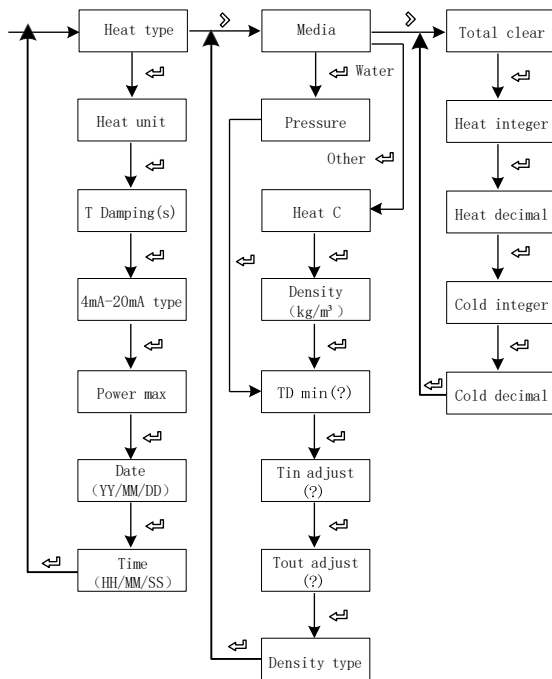 Heat type
Heat unit
T Damping(s)
4mA-20mA type
Power max
Date
(YY/MM/DD)
Time
(HH/MM/SS)
Media
Water
Pressure
Other
Heat C
Density
(kg/m³)
TD min(?)
Tin adjust
(?)
Tout adjust
(?)
Density type
Total clear
Heat integer
Heat decimal
Cold integer
Cold decimal